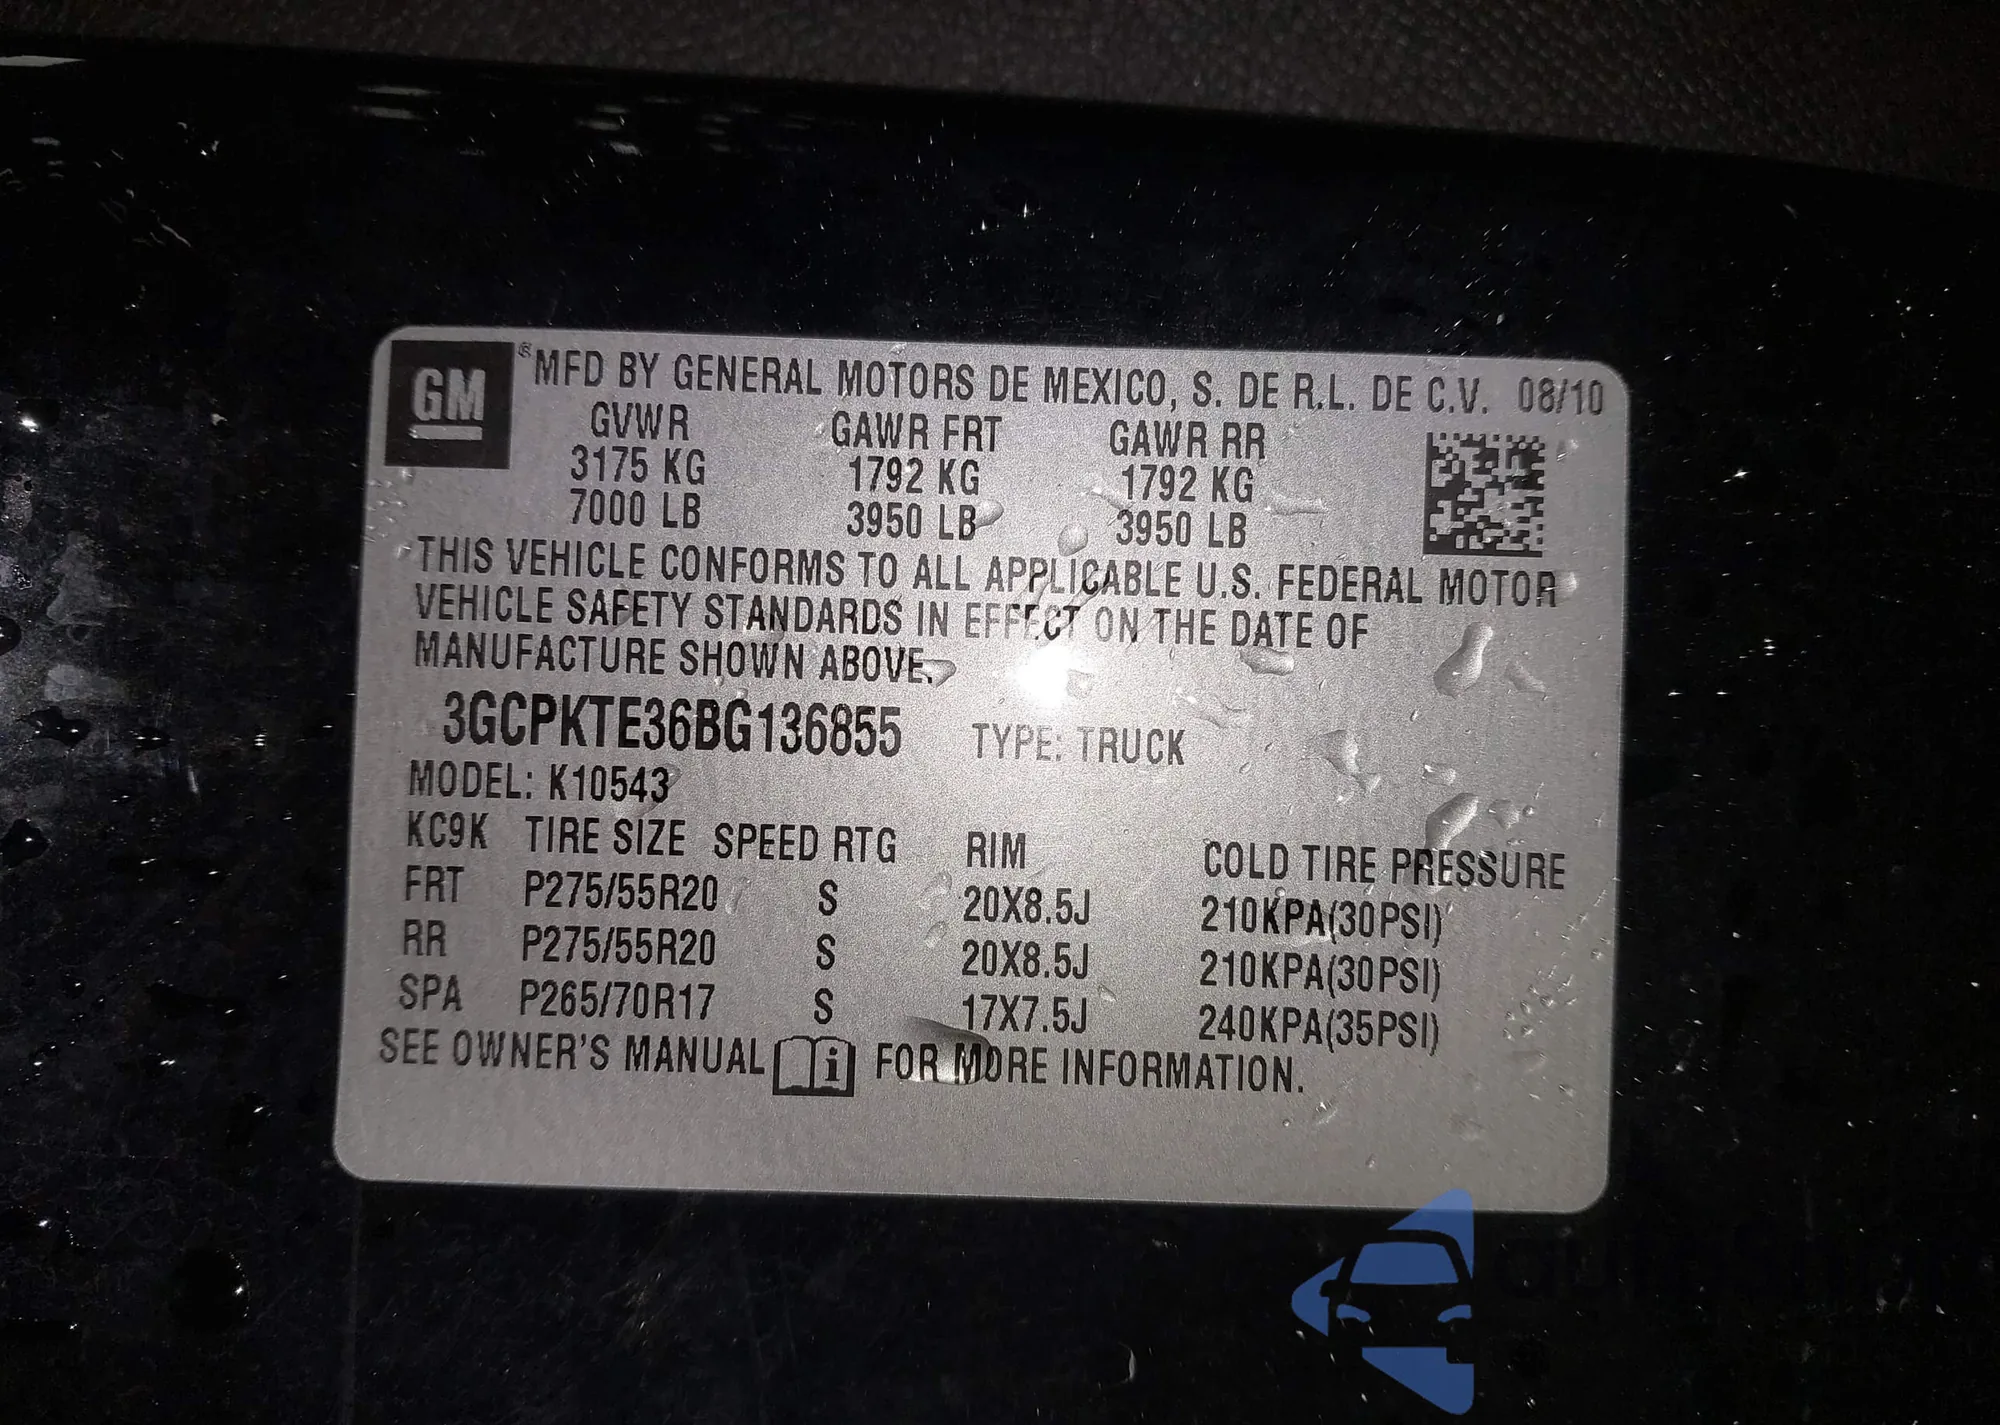 GM ® MFD BY GENERAL MOTORS DE MEXICO, S. DE R.L. DE C.V. 08/10
GVWR GAWR FRT GAWR RR
3175 KG 1792 KG 1792 KG
7000 LB 3950 LB 3950 LB
THIS VEHICLE CONFORMS TO ALL APPLICABLE U.S. FEDERAL MOTOR
VEHICLE SAFETY STANDARDS IN EFFECT ON THE DATE OF
MANUFACTURE SHOWN ABOVE.
3GCPKTE36BG136855 TYPE: TRUCK
MODEL: K10543
KC9K TIRE SIZE SPEED RTG RIM COLD TIRE PRESSURE
FRT P275/55R20 S 20X8.5J 210KPA(30PSI)
RR P275/55R20 S 20X8.5J 210KPA(30PSI)
SPA P265/70R17 S 17X7.5J 240KPA(35PSI)
SEE OWNER'S MANUAL i FOR MORE INFORMATION.